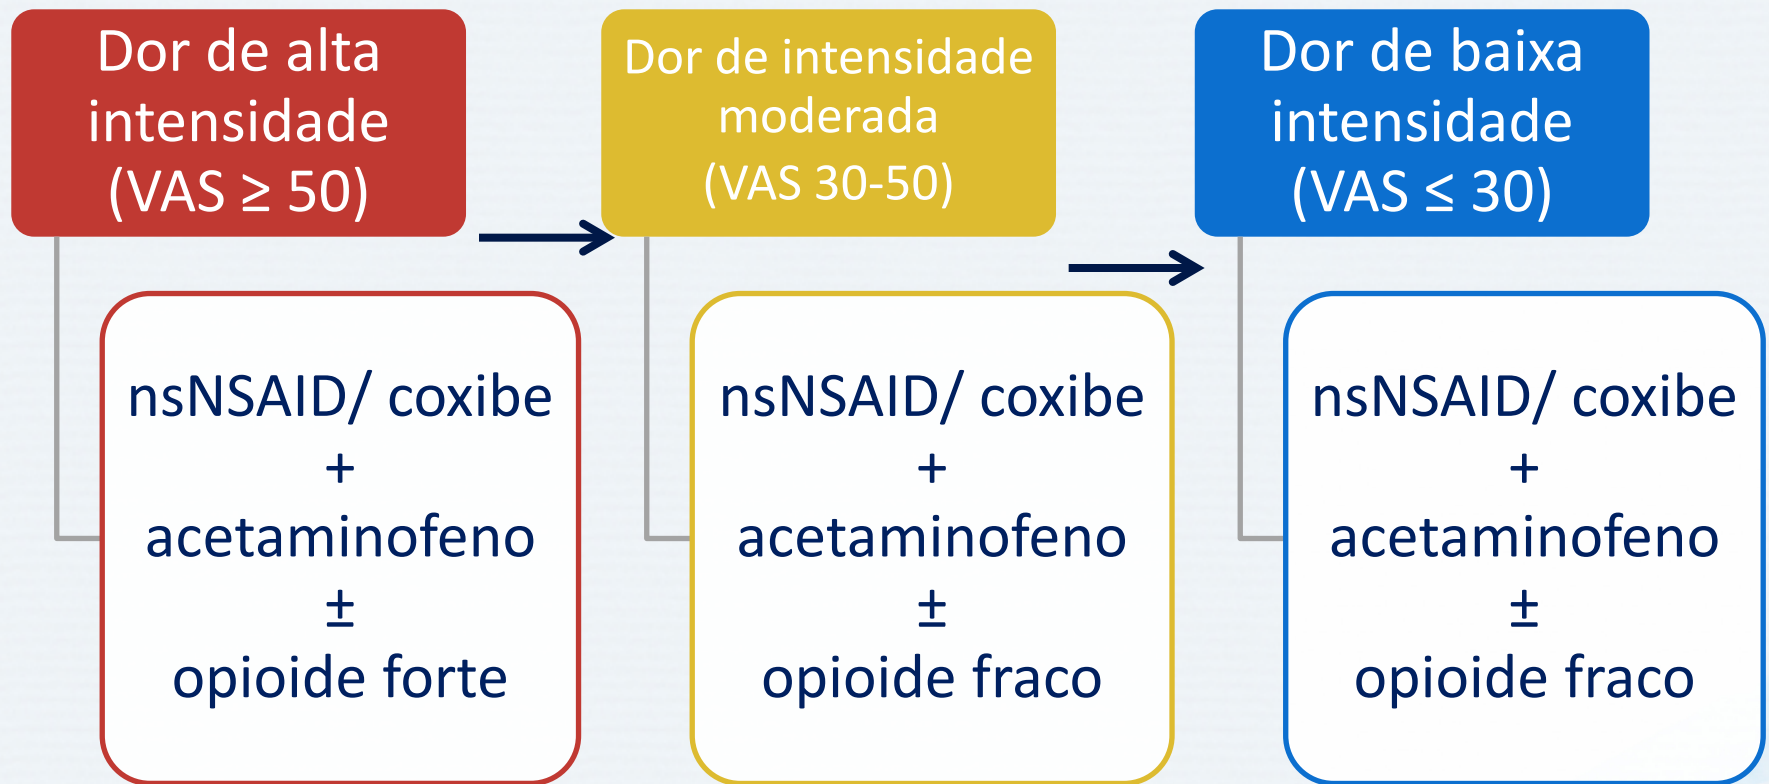 Dor de alta
intensidade
(VAS ≥ 50)
nsNSAID/ coxibe
+
acetaminofeno
±
opioide forte
Dor de intensidade
moderada
(VAS 30-50)
nsNSAID/ coxibe
+
acetaminofeno
±
opioide fraco
Dor de baixa
intensidade
(VAS ≤ 30)
nsNSAID/ coxibe
+
acetaminofeno
±
opioide fraco